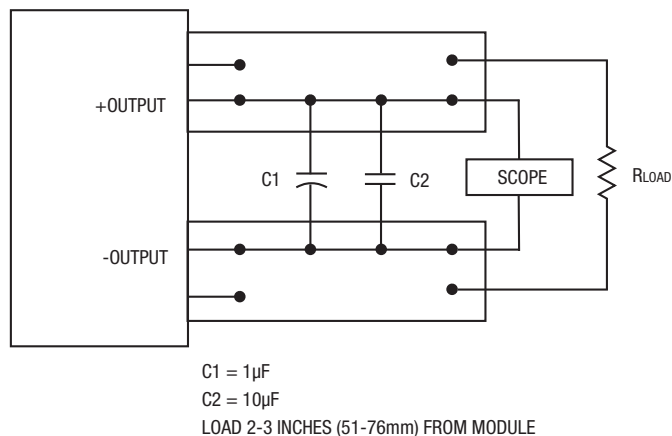 +OUTPUT
C1
C2
SCOPE
RLOAD
-OUTPUT
C1 = 1µF
C2 = 10µF
LOAD 2-3 INCHES (51-76mm) FROM MODULE